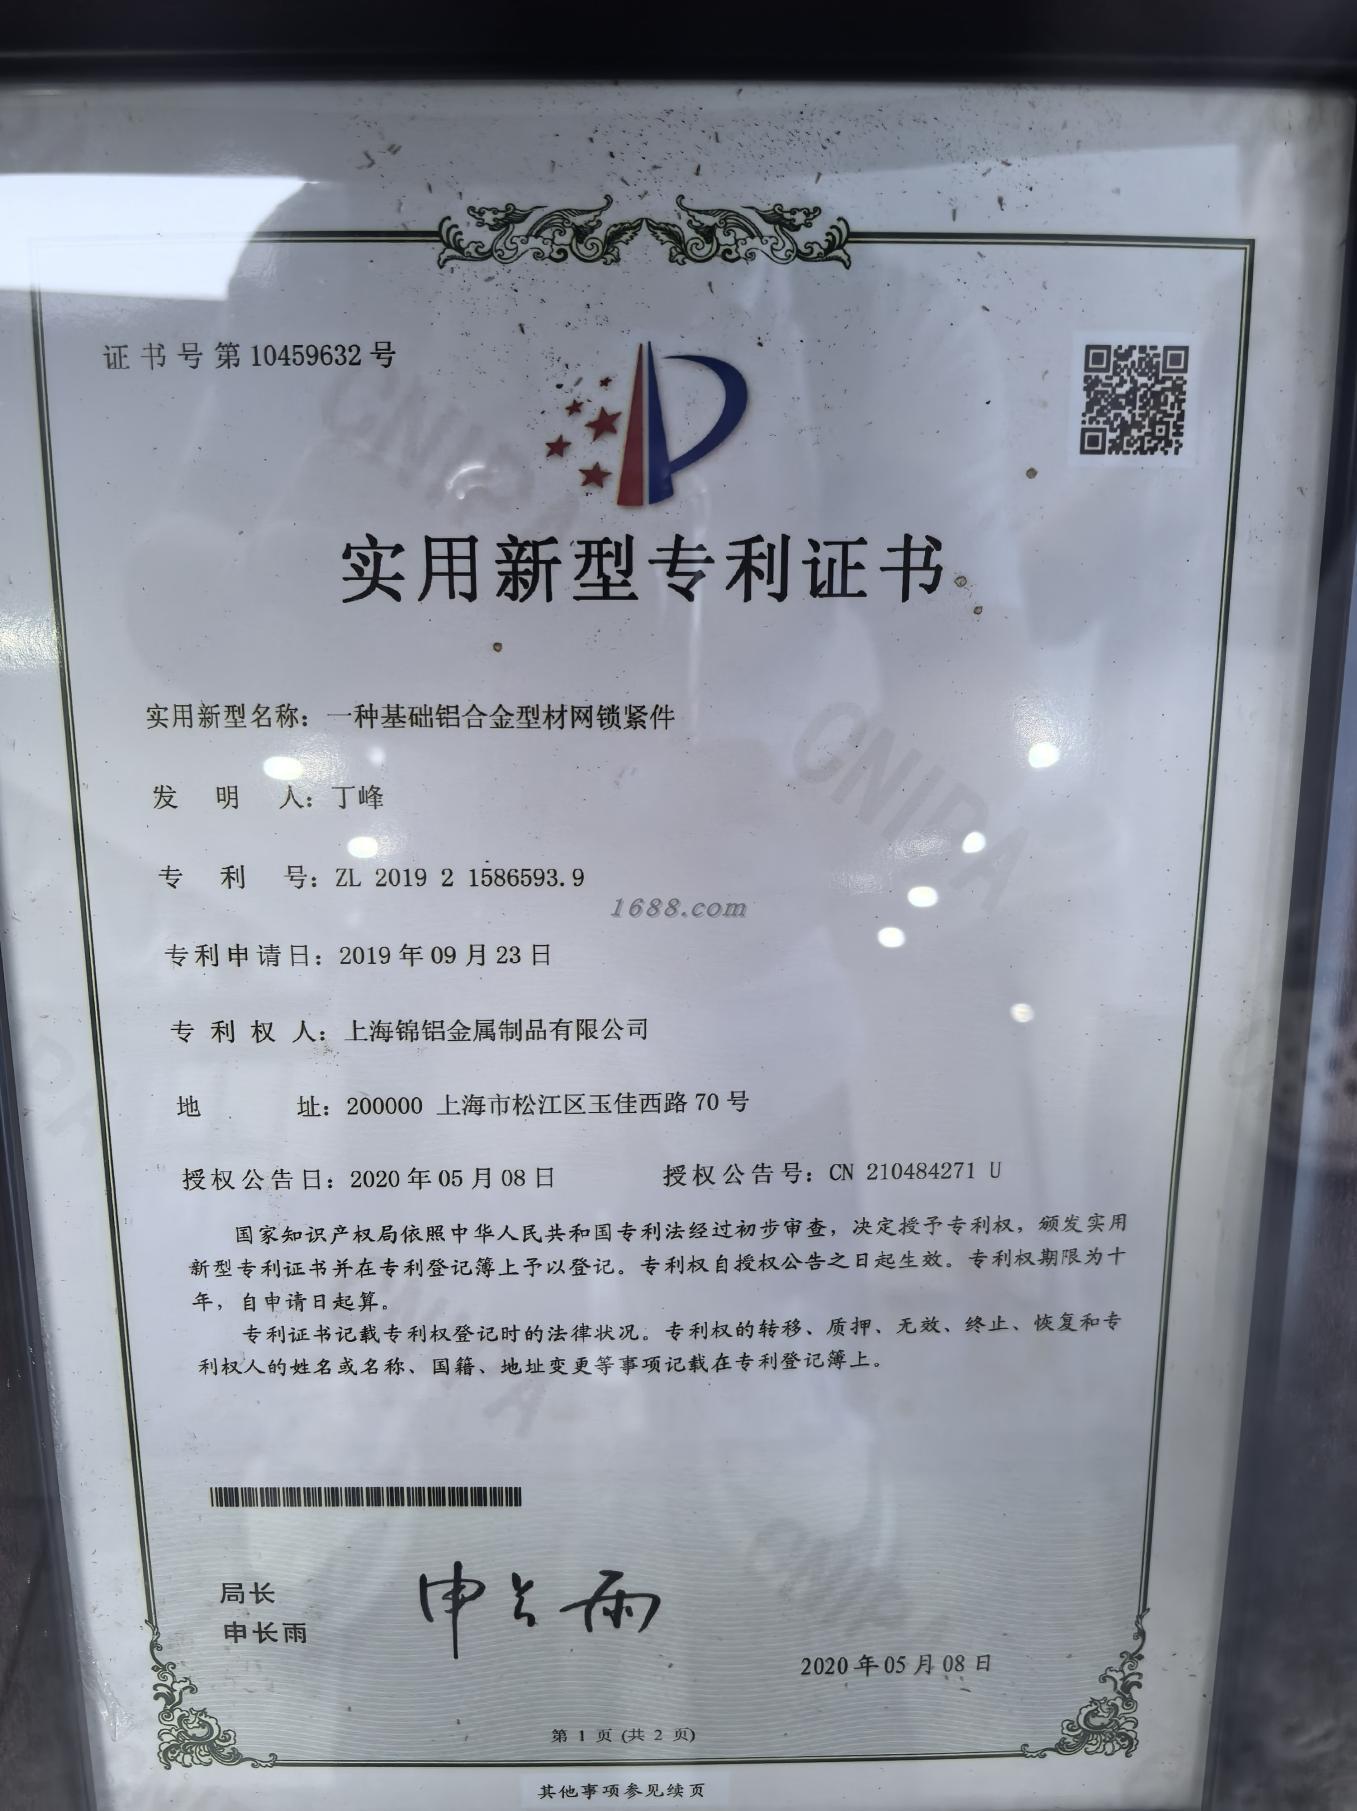 证书号第10459632号
实用新型专利证书
实用新型名称：一种基础铝合金型材网锁紧件
发明人：丁峰
专利号：ZL 2019 2 1586593.9
1688.com
专利申请日：2019年09月23日
专利权人：上海锦铝金属制品有限公司
地址：200000 上海市松江区玉佳西路70号
授权公告日：2020年05月08日 授权公告号：CN 210484271 U
国家知识产权局依照中华人民共和国专利法经过初步审查，决定授予专利权，颁发实用
新型专利证书并在专利登记簿上予以登记。专利权自授权公告之日起生效。专利权期限为十
年，自申请日起算。
专利证书记载专利权登记时的法律状况。专利权的转移、质押、无效、终止、恢复和专
利权人的姓名或名称、国籍、地址变更等事项记载在专利登记簿上。
局长
申长雨
申长雨
2020年05月08日
第 1 页 (共 2 页)
其他事项参见续页
CNIPA
CNIPA
CNIPA
CNIPA